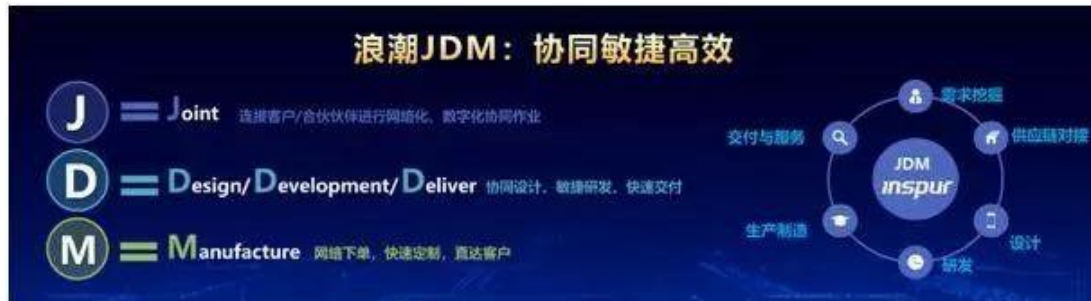 浪潮JDM：协同敏捷高效
J = Joint 连接客户/合伙伙伴进行网络化、数字化协同作业
D = Design/Development/Deliver 协同设计，敏捷研发，快速交付
M = Manufacture 网络下单，快速定制，直达客户
需求挖掘
供应链对接
设计
研发
生产制造
交付与服务
JDM
inspur